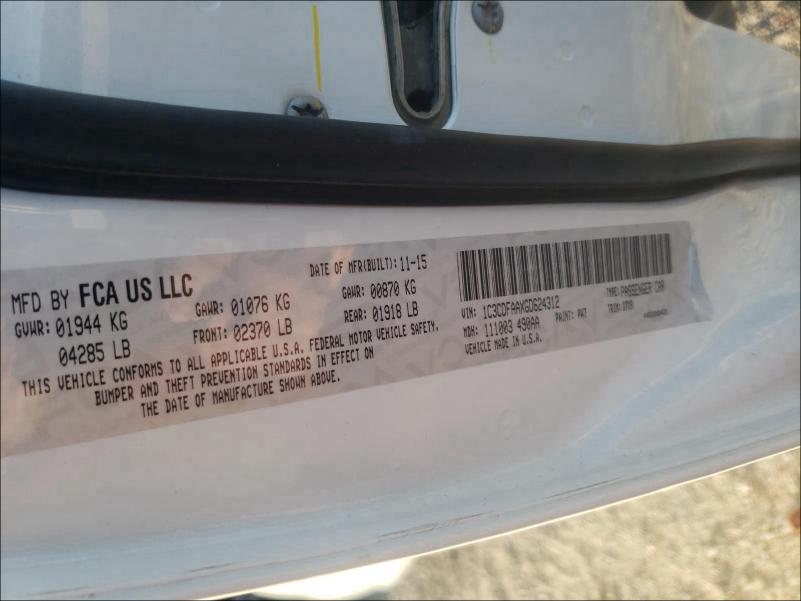 MFD BY FCA US LLC
DATE OF MFR(BUILT): 11-15
GVWR: 01944 KG
04285 LB
GAWR: 01076 KG
FRONT: 02370 LB
GAWR: 00870 KG
REAR: 01918 LB
THIS VEHICLE CONFORMS TO ALL APPLICABLE U.S.A. FEDERAL MOTOR VEHICLE SAFETY,
BUMPER AND THEFT PREVENTION STANDARDS IN EFFECT ON
THE DATE OF MANUFACTURE SHOWN ABOVE.
VIN: 1C3CDFAAXGD624312
TYPE: PASSENGER CAR
MDH: 111003 490AA
PAINT: PW7
TRIM:
VEHICLE MADE IN U.S.A.